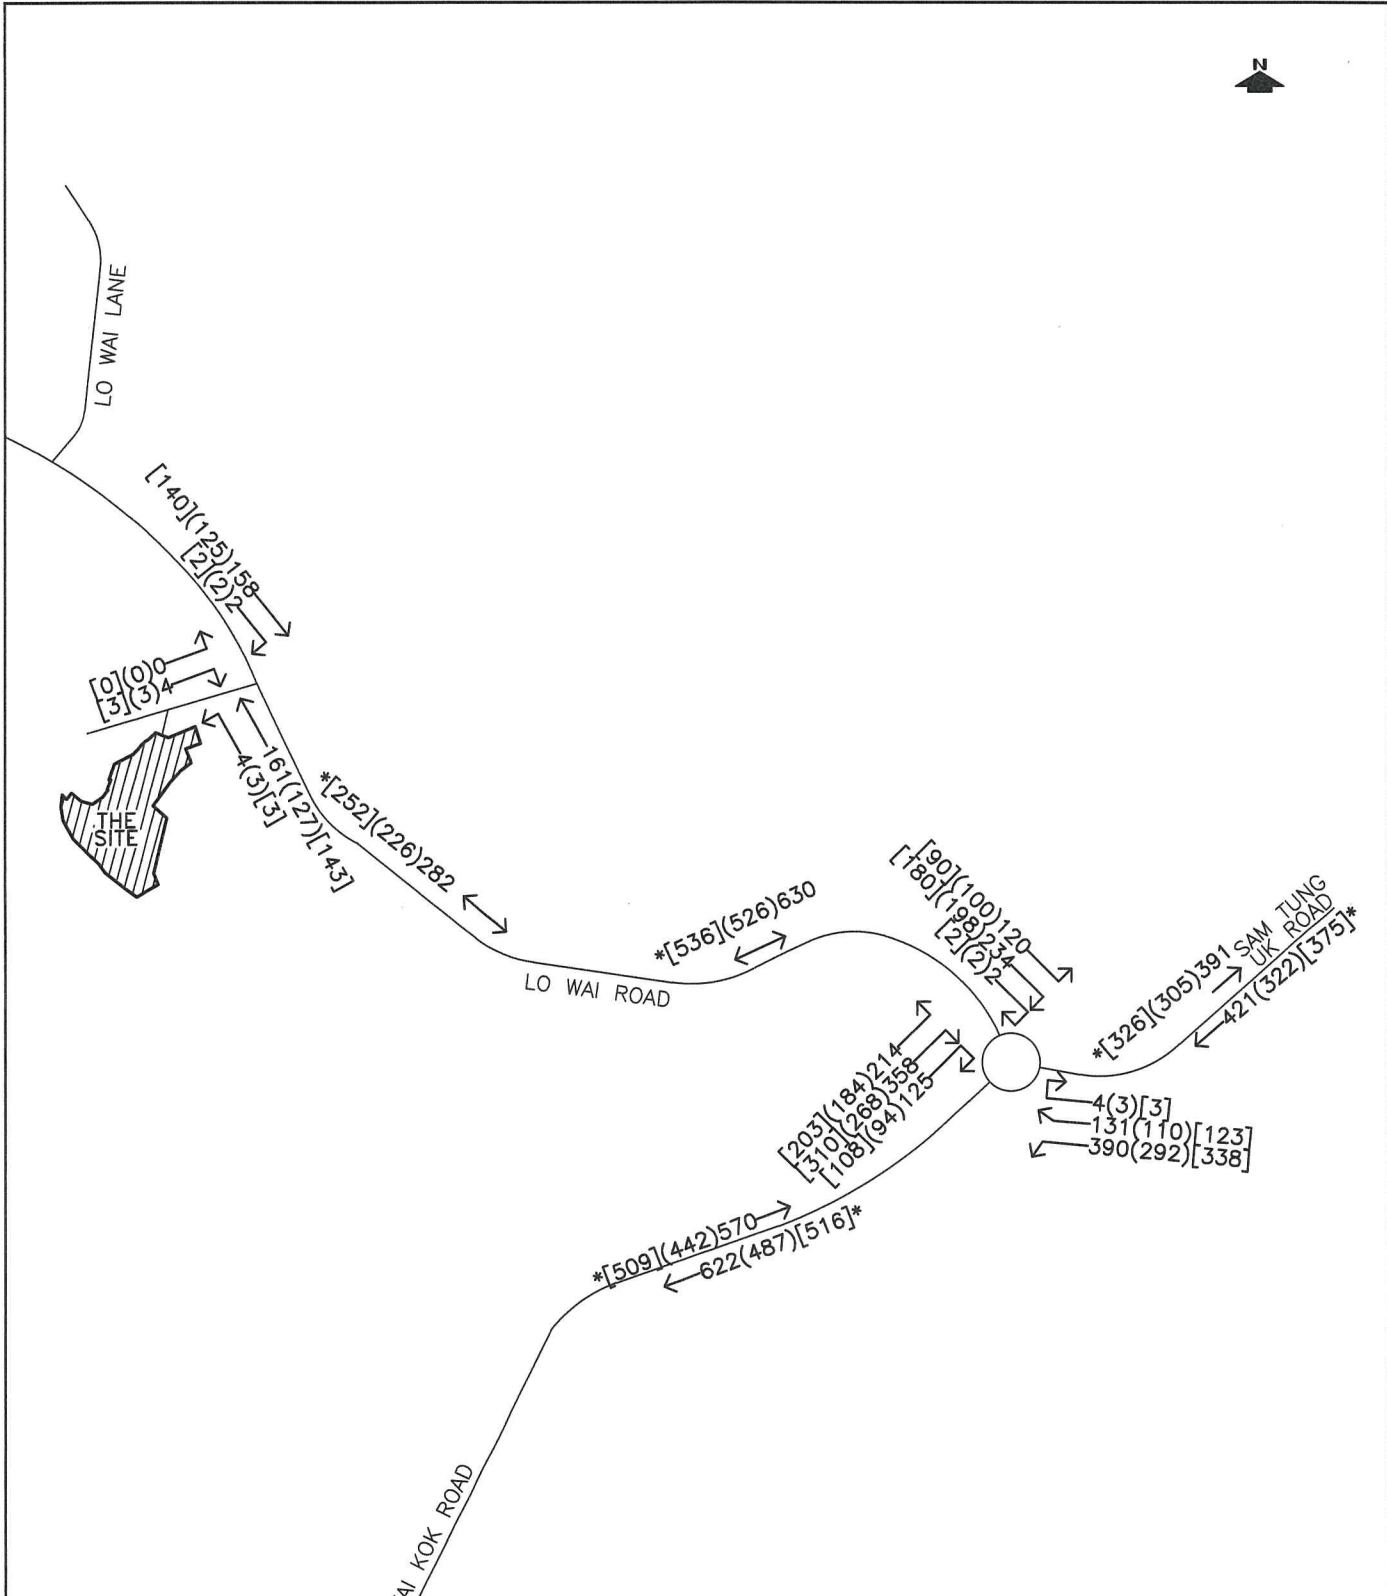 N
LO WAI LANE
[140](125)158
[2](2)2
[0](0)0
[3](3)4
161(127)[143]
4(3)[3]
THE
SITE
*[252](226)282
*[536](526)630
LO WAI ROAD
[90](100)120
[180](198)234
[2](2)2
SAM TUNG
UK ROAD
*[326](305)391
421(322)[375]*
[203](184)214
[310](268)358
[108](94)125
4(3)[3]
131(110)[123]
390(292)[338]
*[509](442)570
622(487)[516]*
KOK ROAD